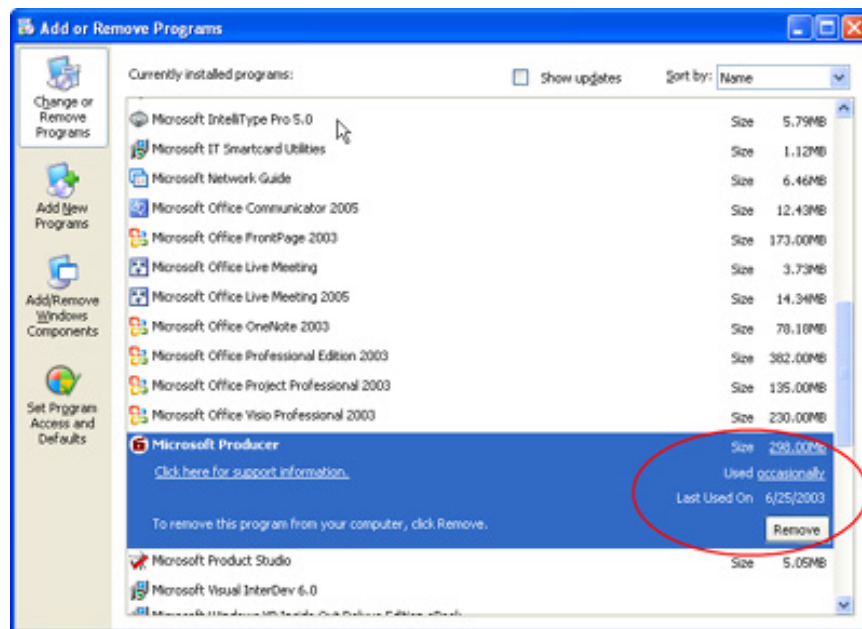 Add or Remove Programs
Change or
Remove
Programs
Add New
Programs
Add/Remove
Windows
Components
Set Program
Access and
Defaults
Currently installed programs:
Show updates
Sort by: Name
Microsoft IntelliType Pro 5.0 Size 5.79MB
Microsoft IT Smartcard Utilities Size 1.12MB
Microsoft Network Guide Size 6.46MB
Microsoft Office Communicator 2005 Size 12.43MB
Microsoft Office FrontPage 2003 Size 173.00MB
Microsoft Office Live Meeting Size 3.73MB
Microsoft Office Live Meeting 2005 Size 14.34MB
Microsoft Office OneNote 2003 Size 78.18MB
Microsoft Office Professional Edition 2003 Size 382.00MB
Microsoft Office Project Professional 2003 Size 135.00MB
Microsoft Office Visio Professional 2003 Size 230.00MB
Microsoft Producer Size 298.00MB
Click here for support information. Used occasionally
Last Used On 6/25/2003
To remove this program from your computer, click Remove. Remove
Microsoft Product Studio Size 5.05MB
Microsoft Visual InterDev 6.0